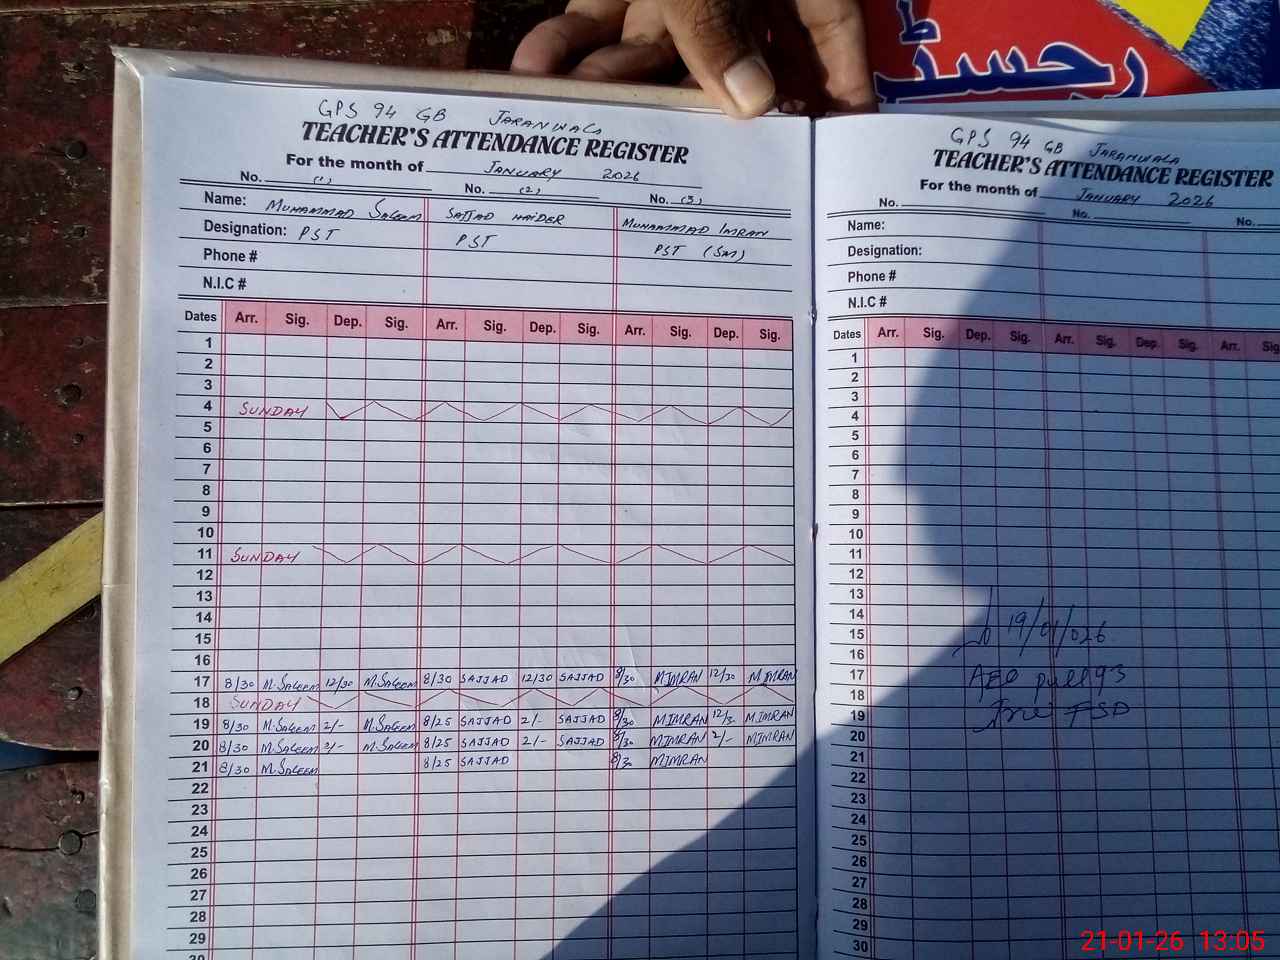 رجسٹر
GPS 94 GB JARANWALA
TEACHER'S ATTENDANCE REGISTER
For the month of JANUARY 2026
No. (1) No. (2) No. (3)
Name: MUHAMMAD SALEEM SAJJAD HAIDER MUHAMMAD IMRAN
Designation: PST PST PST (SM)
Phone #
N.I.C #
Dates Arr. Sig. Dep. Sig. Arr. Sig. Dep. Sig. Arr. Sig. Dep. Sig.
1
2
3
4 SUNDAY
5
6
7
8
9
10
11 SUNDAY
12
13
14
15
16
17 8/30 M.Saleem 12/30 M.Saleem 8/30 SAJJAD 12/30 SAJJAD 8/30 MIMRAN 12/30 MIMRAN
18 SUNDAY
19 8/30 M.Saleem 2/- M.Saleem 8/25 SAJJAD 2/- SAJJAD 8/30 MIMRAN MIMRAN
20 8/30 M.Saleem 2/- M.Saleem 8/25 SAJJAD 2/- SAJJAD 8/30 MIMRAN 2/- MIMRAN
21 8/30 M.Saleem 8/25 SAJJAD 8/30 MIMRAN
22
23
24
25
26
27
28
29
30
GPS 94 GB JARANWALA
TEACHER'S ATTENDANCE REGISTER
For the month of JANUARY 2026
No. No. No.
Name:
Designation:
Phone #
N.I.C #
Dates Arr. Sig. Dep. Sig. Arr. Sig. Dep. Sig. Arr. Sig
1
2
3
4
5
6
7
8
9
10
11
12
13
14
15 19/01/026
16
17 AEO
18
19 FSD
20
21
22
23
24
25
26
27
28
29
30
21-01-26 13:05